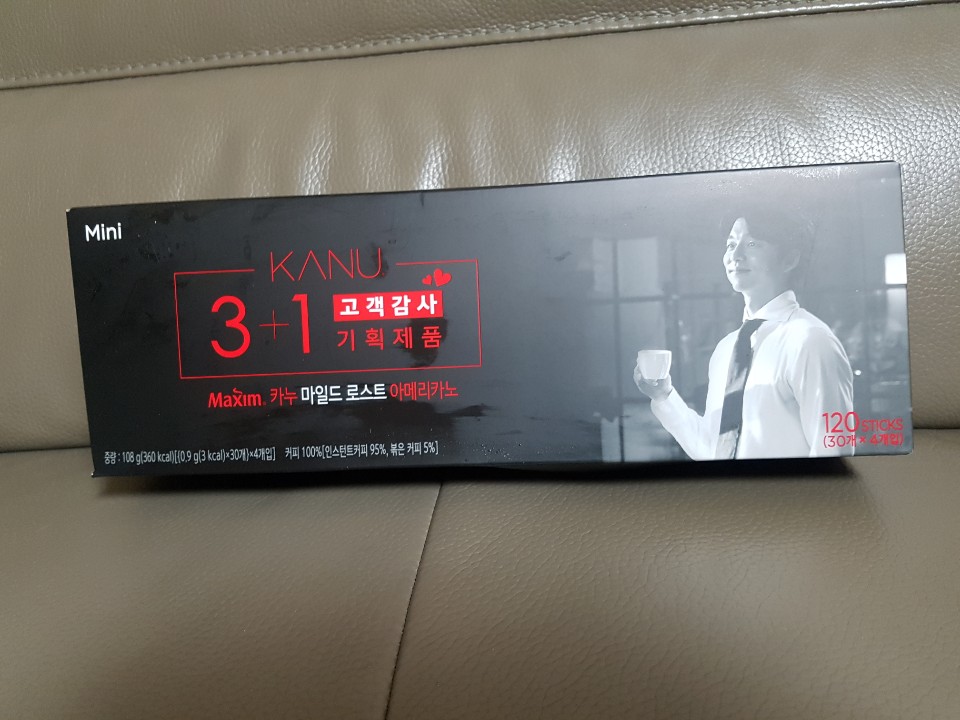 Mini
KANU
3+1 고객감사
기획제품
Maxim. 카누 마일드 로스트 아메리카노
120 STICKS
(30개 × 4개입)
중량 : 108 g(360 kcal)[{0.9 g(3 kcal)×30개}×4개입] 커피 100%[인스턴트커피 95%, 볶은 커피 5%]